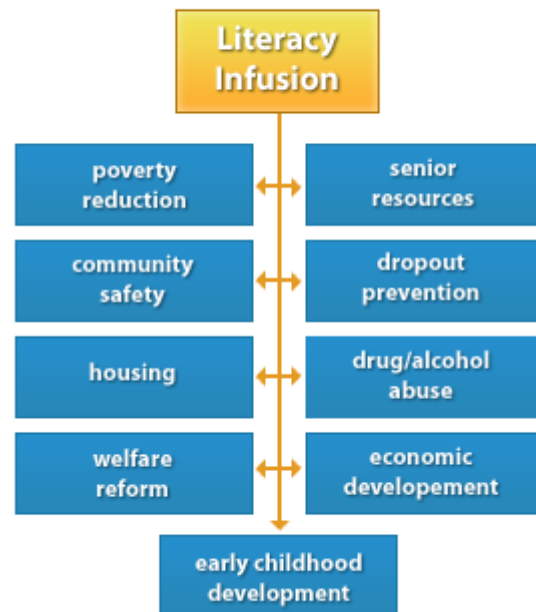 Literacy
Infusion
poverty
reduction
senior
resources
community
safety
dropout
prevention
housing
drug/alcohol
abuse
welfare
reform
economic
developement
early childhood
development